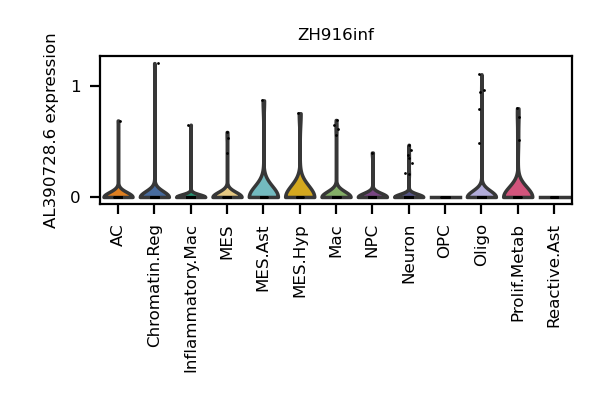 ZH916inf
AL390728.6 expression
1
0
AC
Chromatin.Reg
Inflammatory.Mac
MES
MES.Ast
MES.Hyp
Mac
NPC
Neuron
OPC
Oligo
Prolif.Metab
Reactive.Ast